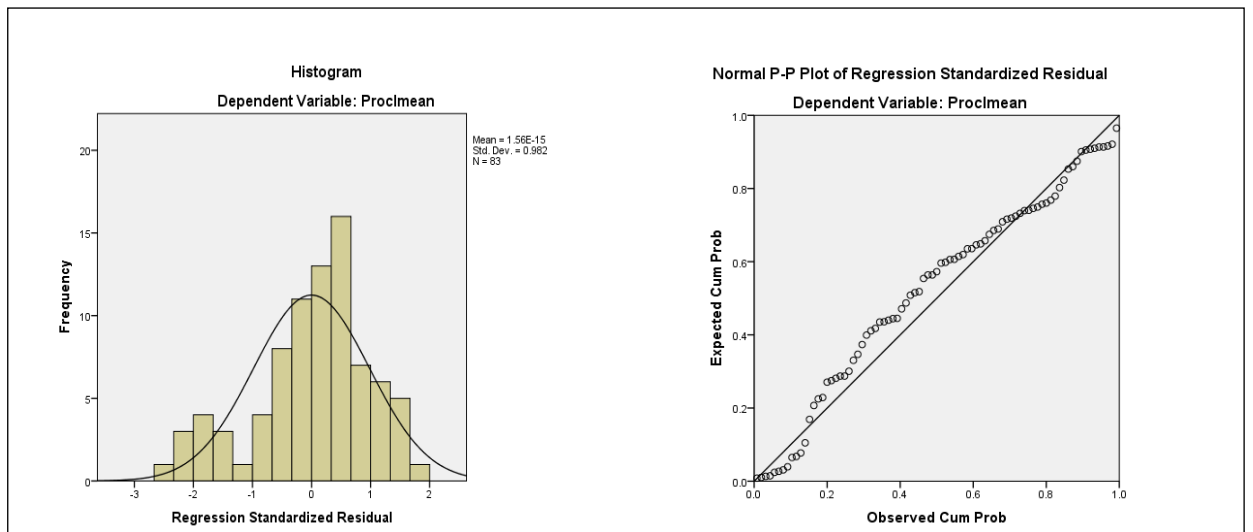 Histogram
Dependent Variable: Proclmean
Mean = 1.56E-15
Std. Dev. = 0.982
N = 83
20
15
10
5
0
Frequency
-3 -2 -1 0 1 2
Regression Standardized Residual
Normal P-P Plot of Regression Standardized Residual
Dependent Variable: Proclmean
1.0
0.8
0.6
0.4
0.2
0.0
Expected Cum Prob
0.0 0.2 0.4 0.6 0.8 1.0
Observed Cum Prob